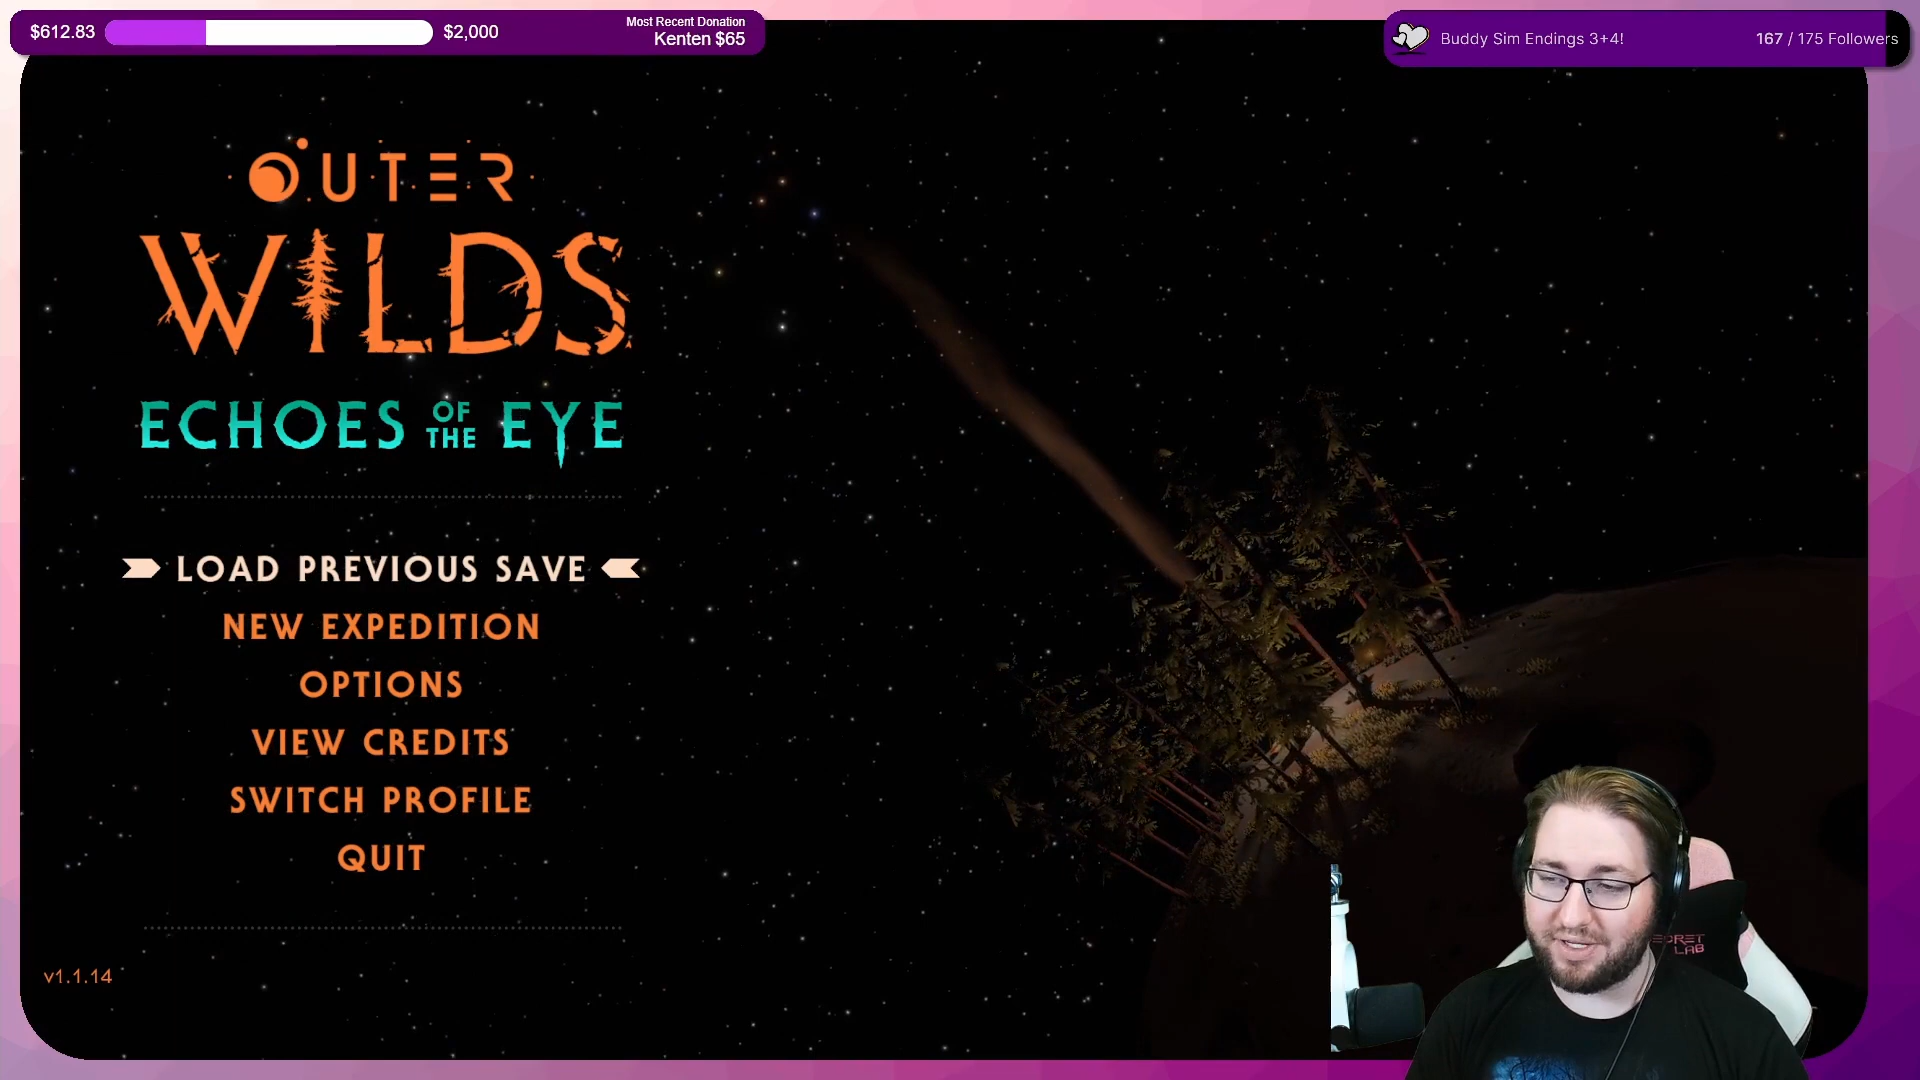 $612.83
$2,000
Most Recent Donation
Kenten $65
Buddy Sim Endings 3+4!
167 / 175 Followers
OUTER
WILDS
ECHOES OF THE EYE
LOAD PREVIOUS SAVE
NEW EXPEDITION
OPTIONS
VIEW CREDITS
SWITCH PROFILE
QUIT
v1.1.14
LAB